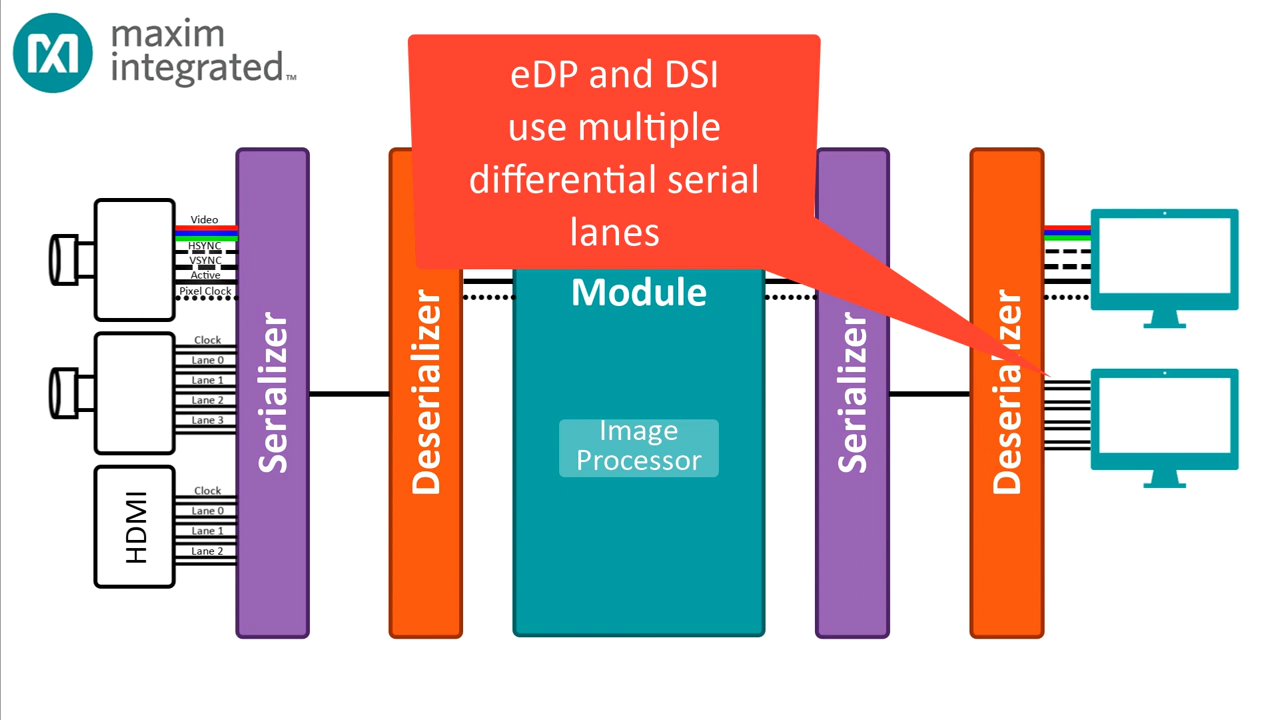 maxim
integrated™
eDP and DSI
use multiple
differential serial
lanes
Video
HSYNC
VSYNC
Active
Pixel Clock
Clock
Lane 0
Lane 1
Lane 2
Lane 3
HDMI
Clock
Lane 0
Lane 1
Lane 2
Serializer
Deserializer
Module
Image
Processor
Serializer
Deserializer